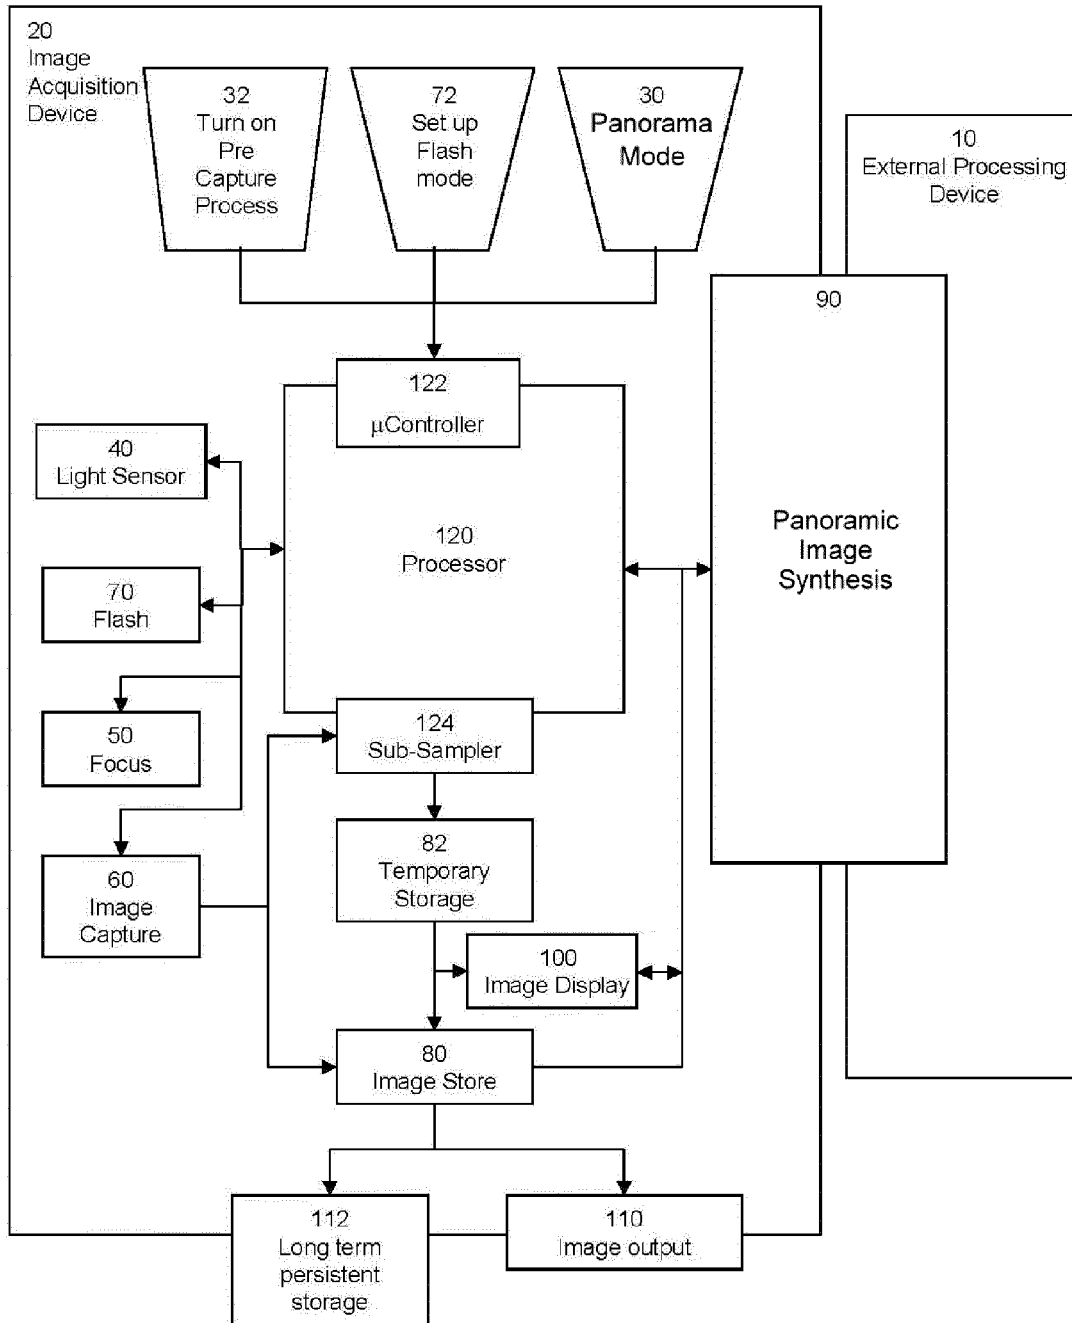 20
Image
Acquisition
Device
32
Turn on
Pre
Capture
Process
72
Set up
Flash
mode
30
Panorama
Mode
10
External Processing
Device
90
Panoramic
Image
Synthesis
122
µController
40
Light Sensor
120
Processor
70
Flash
50
Focus
124
Sub-Sampler
82
Temporary
Storage
60
Image
Capture
100
Image Display
80
Image Store
112
Long term
persistent
storage
110
Image output